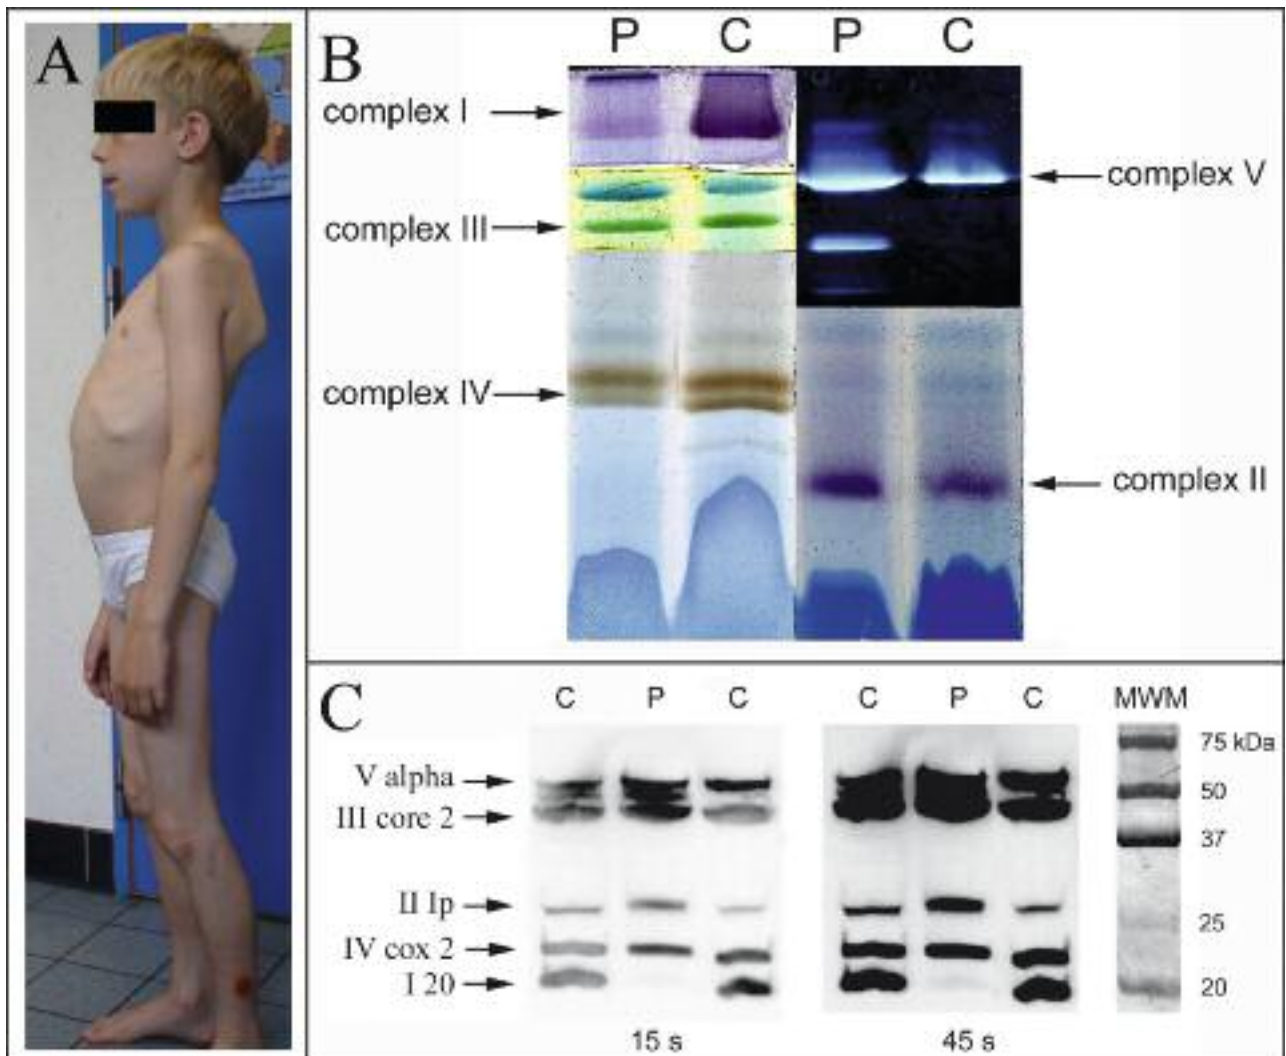 A
B
P C P C
complex I
complex III
complex IV
complex V
complex II
C
C P C C P C MWM
V alpha
III core 2
II Ip
IV cox 2
I 20
75 kDa
50
37
25
20
15 s 45 s